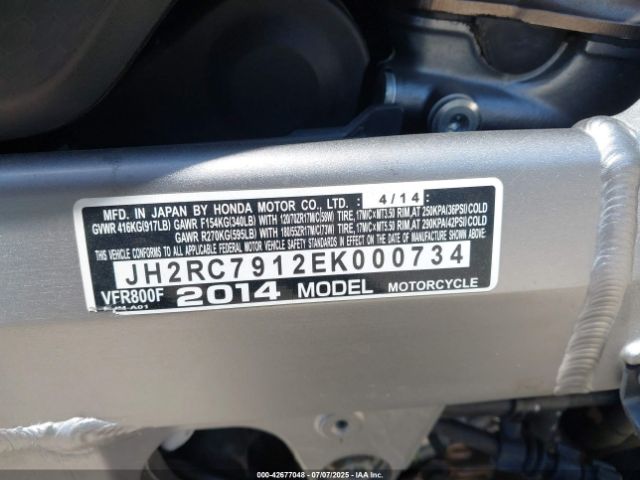 MFD. IN JAPAN BY HONDA MOTOR CO., LTD. : 4/14 :
GVWR 416KG(917LB) GAWR F154KG(340LB) WITH 120/70ZR17M/C(58W) TIRE, 17M/C×MT3.50 RIM, AT 250KPA(36PSI) COLD
GAWR R270KG(595LB) WITH 180/55ZR17M/C(73W) TIRE, 17M/C×MT5.50 RIM, AT 290KPA(42PSI) COLD
THIS VEHICLE CONFORMS TO ALL APPLICABLE FEDERAL MOTOR VEHICLE SAFETY STANDARDS IN EFFECT ON THE DATE OF MANUFACTURE SHOWN ABOVE.
JH2RC7912EK000734
VFR800F 2014 MODEL MOTORCYCLE
A01
000-42677048 | 07/07/2025 | Copyright © IAA, LLC.